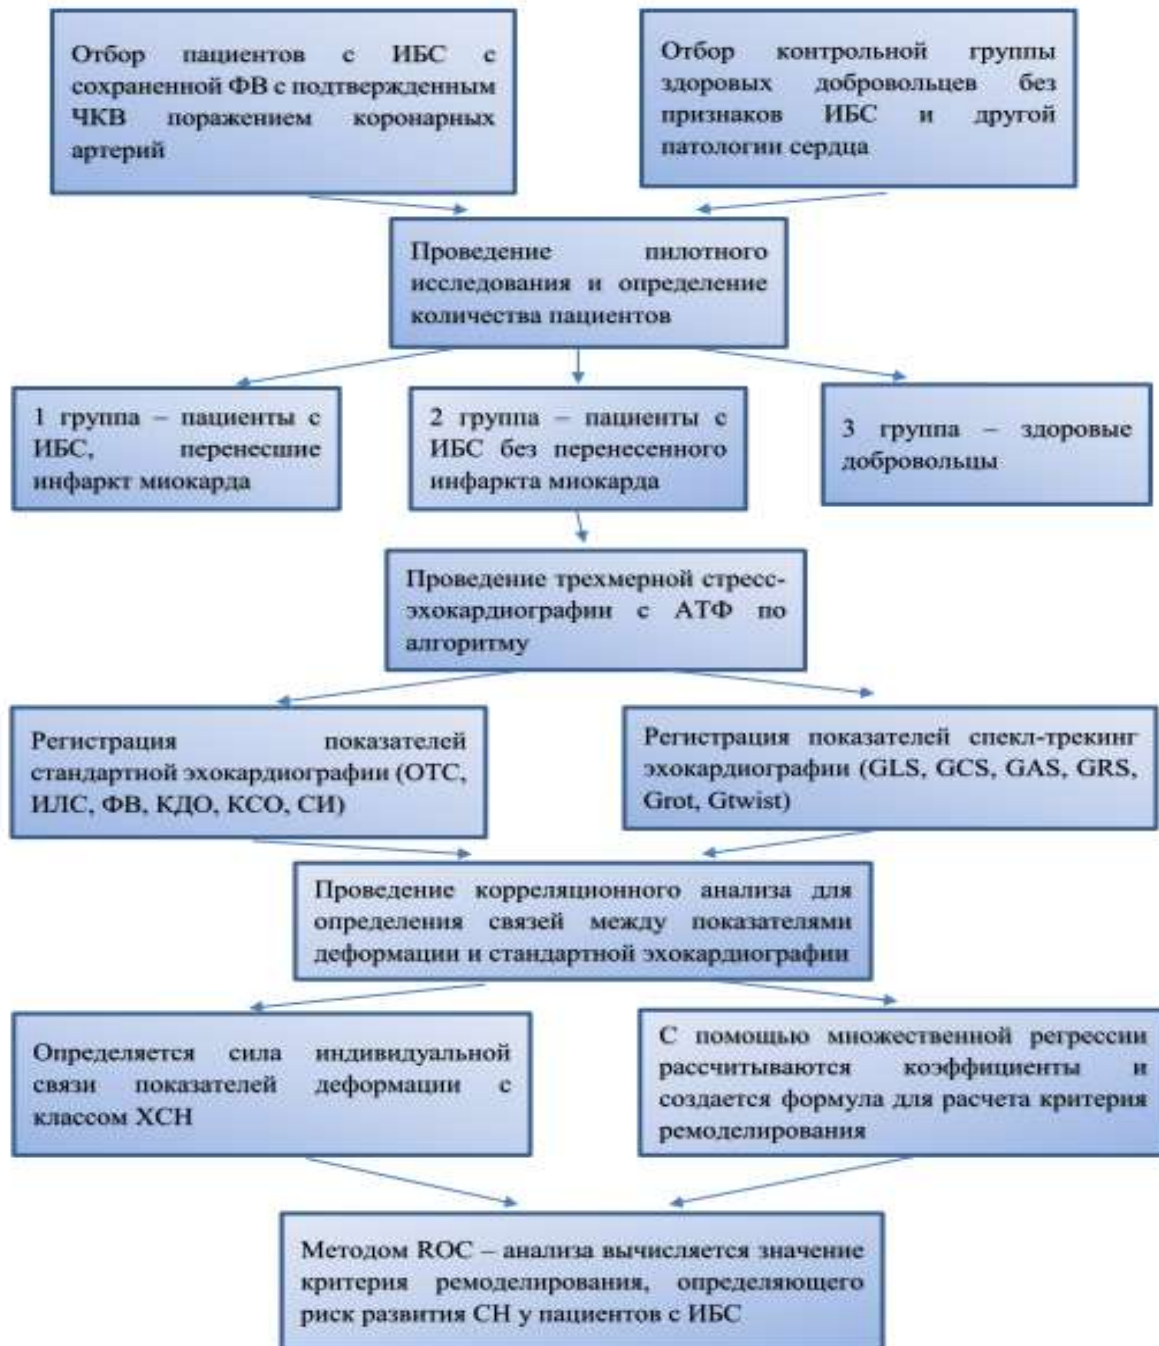 Отбор пациентов с ИБС с
сохраненной ФВ с подтвержденным
ЧКВ поражением коронарных
артерий
Отбор контрольной группы
здоровых добровольцев без
признаков ИБС и другой
патологии сердца
Проведение пилотного
исследования и определение
количества пациентов
1 группа – пациенты с
ИБС, перенесшие
инфаркт миокарда
2 группа – пациенты с
ИБС без перенесенного
инфаркта миокарда
3 группа – здоровые
добровольцы
Проведение трехмерной стресс-
эхокардиографии с АТФ по
алгоритму
Регистрация показателей
стандартной эхокардиографии (ОТС,
ИЛС, ФВ, КДО, КСО, СИ)
Регистрация показателей спекл-трекинг
эхокардиографии (GLS, GCS, GAS, GRS,
Grot, Gtwist)
Проведение корреляционного анализа для
определения связей между показателями
деформации и стандартной эхокардиографии
Определяется сила индивидуальной
связи показателей деформации с
классом ХСН
С помощью множественной регрессии
рассчитываются коэффициенты и
создается формула для расчета критерия
ремоделирования
Методом ROC – анализа вычисляется значение
критерия ремоделирования, определяющего
риск развития СН у пациентов с ИБС